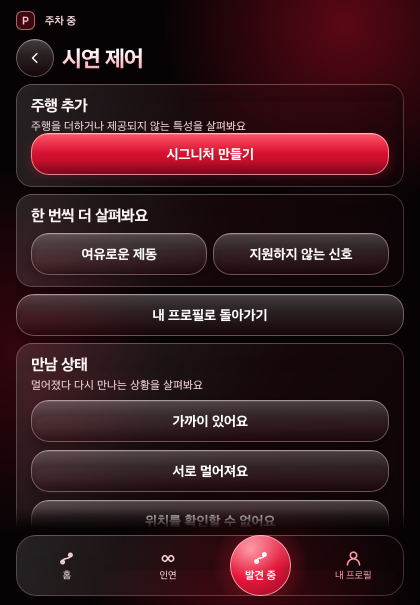 P 주차 중
시연 제어
주행 추가
주행을 더하거나 제공되지 않는 특성을 살펴봐요
시그니처 만들기
한 번씩 더 살펴봐요
여유로운 제동
지원하지 않는 신호
내 프로필로 돌아가기
만남 상태
멀어졌다 다시 만나는 상황을 살펴봐요
가까이 있어요
서로 멀어져요
위치를 확인할 수 없어요
홈
인연
발견 중
내 프로필